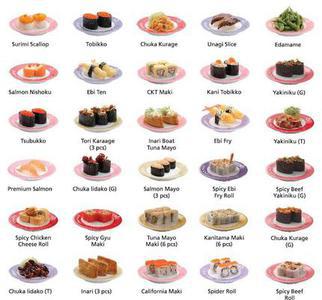 Surimi Scallop
Tobikko
Chuka Kurage
Unagi Slice
Edamame
Salmon Nishoku
Ebi Ten
CKT Maki
Kani Tobikko
Yakiniku (G)
Tsubukko
Tori Karaage
(3 pcs)
Inari Boat
Tuna Mayo
Ebi Fry
Yakiniku (T)
Premium Salmon
Chuka Iidako (G)
Salmon Mayo
(3 pcs)
Spicy Ebi
Fry Roll
Spicy Beef
Yakiniku (G)
Spicy Chicken
Cheese Roll
Spicy Gyu
Maki
Tuna Mayo
Maki (6 pcs)
Kanitama Maki
(6 pcs)
Chuka Kurage
(G)
Chuka Iidako (T)
Inari (3 pcs)
California Maki
Spider Roll
Spicy Beef
Roll